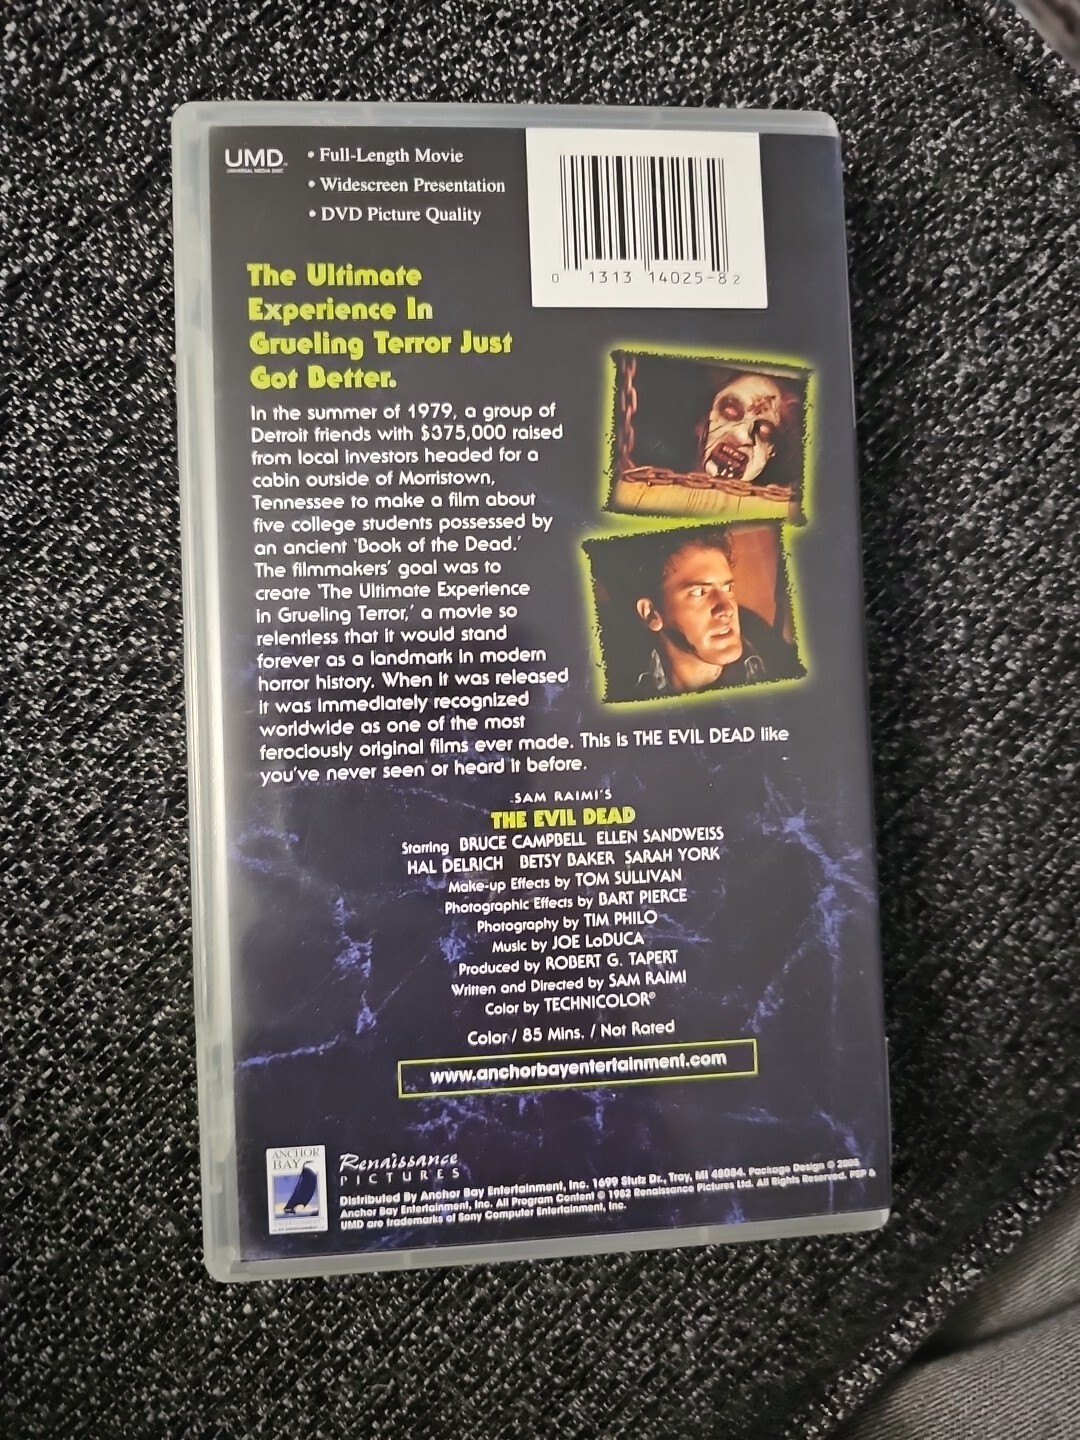 UMD™
UNIVERSAL MEDIA DISC
• Full-Length Movie
• Widescreen Presentation
• DVD Picture Quality
0 1313 14025-8 2
The Ultimate
Experience In
Grueling Terror Just
Got Better.
In the summer of 1979, a group of
Detroit friends with $375,000 raised
from local investors headed for a
cabin outside of Morristown,
Tennessee to make a film about
five college students possessed by
an ancient 'Book of the Dead.'
The filmmakers' goal was to
create 'The Ultimate Experience
in Grueling Terror,' a movie so
relentless that it would stand
forever as a landmark in modern
horror history. When it was released
it was immediately recognized
worldwide as one of the most
ferociously original films ever made. This is THE EVIL DEAD like
you've never seen or heard it before.
SAM RAIMI'S
THE EVIL DEAD
Starring BRUCE CAMPBELL ELLEN SANDWEISS
HAL DELRICH BETSY BAKER SARAH YORK
Make-up Effects by TOM SULLIVAN
Photographic Effects by BART PIERCE
Photography by TIM PHILO
Music by JOE LoDUCA
Produced by ROBERT G. TAPERT
Written and Directed by SAM RAIMI
Color by TECHNICOLOR®
Color / 85 Mins. / Not Rated
www.anchorbayentertainment.com
ANCHOR
BAY
Renaissance
PICTURES
Distributed By Anchor Bay Entertainment, Inc. 1699 Stutz Dr., Troy, MI 48084. Package Design © 2005
Anchor Bay Entertainment, Inc. All Program Content © 1982 Renaissance Pictures Ltd. All Rights Reserved. PSP &
UMD are trademarks of Sony Computer Entertainment, Inc.